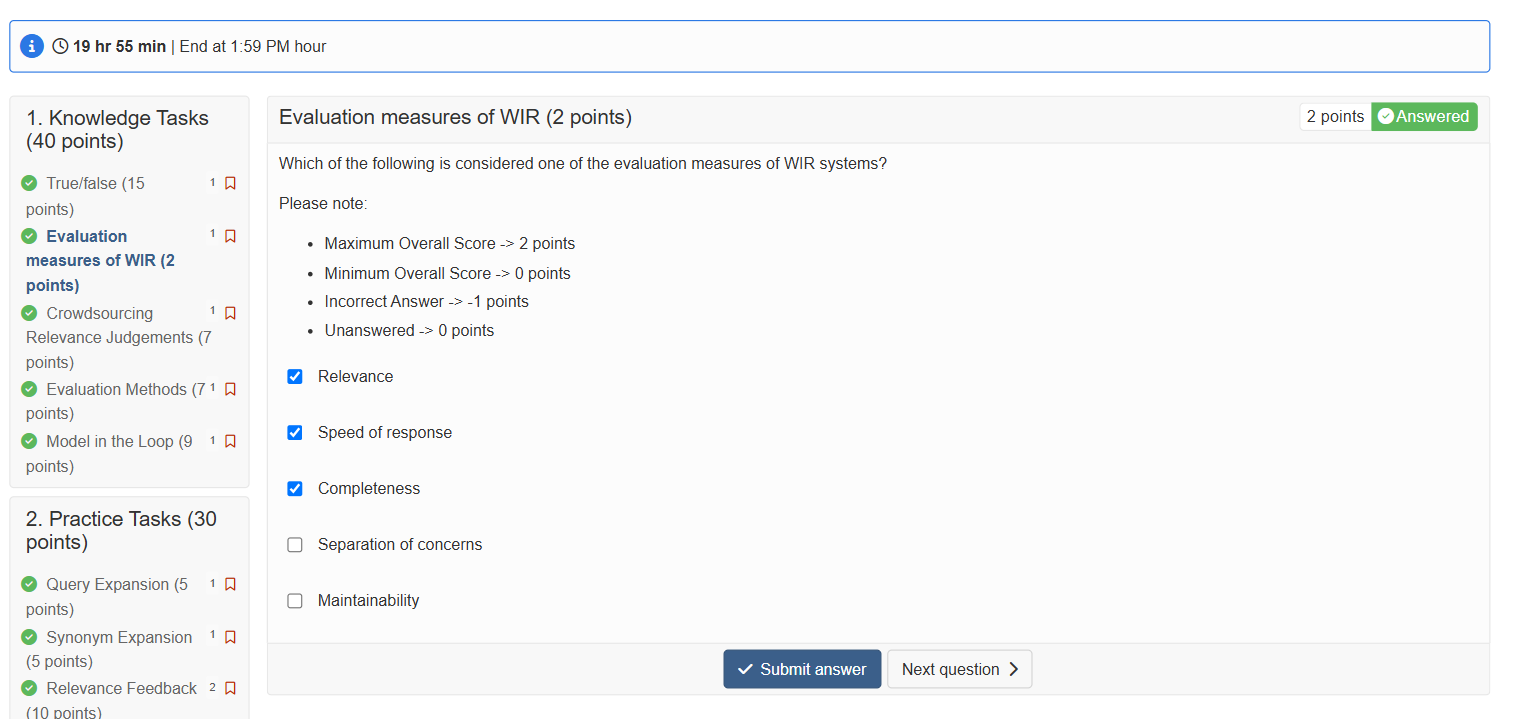 19 hr 55 min | End at 1:59 PM hour
1. Knowledge Tasks
(40 points)
True/false (15 1
points)
Evaluation 1
measures of WIR (2
points)
Crowdsourcing 1
Relevance Judgements (7
points)
Evaluation Methods (7 1
points)
Model in the Loop (9 1
points)
2. Practice Tasks (30
points)
Query Expansion (5 1
points)
Synonym Expansion 1
(5 points)
Relevance Feedback 2
(10 points)
Evaluation measures of WIR (2 points)
2 points Answered
Which of the following is considered one of the evaluation measures of WIR systems?
Please note:
• Maximum Overall Score -> 2 points
• Minimum Overall Score -> 0 points
• Incorrect Answer -> -1 points
• Unanswered -> 0 points
Relevance
Speed of response
Completeness
Separation of concerns
Maintainability
Submit answer
Next question